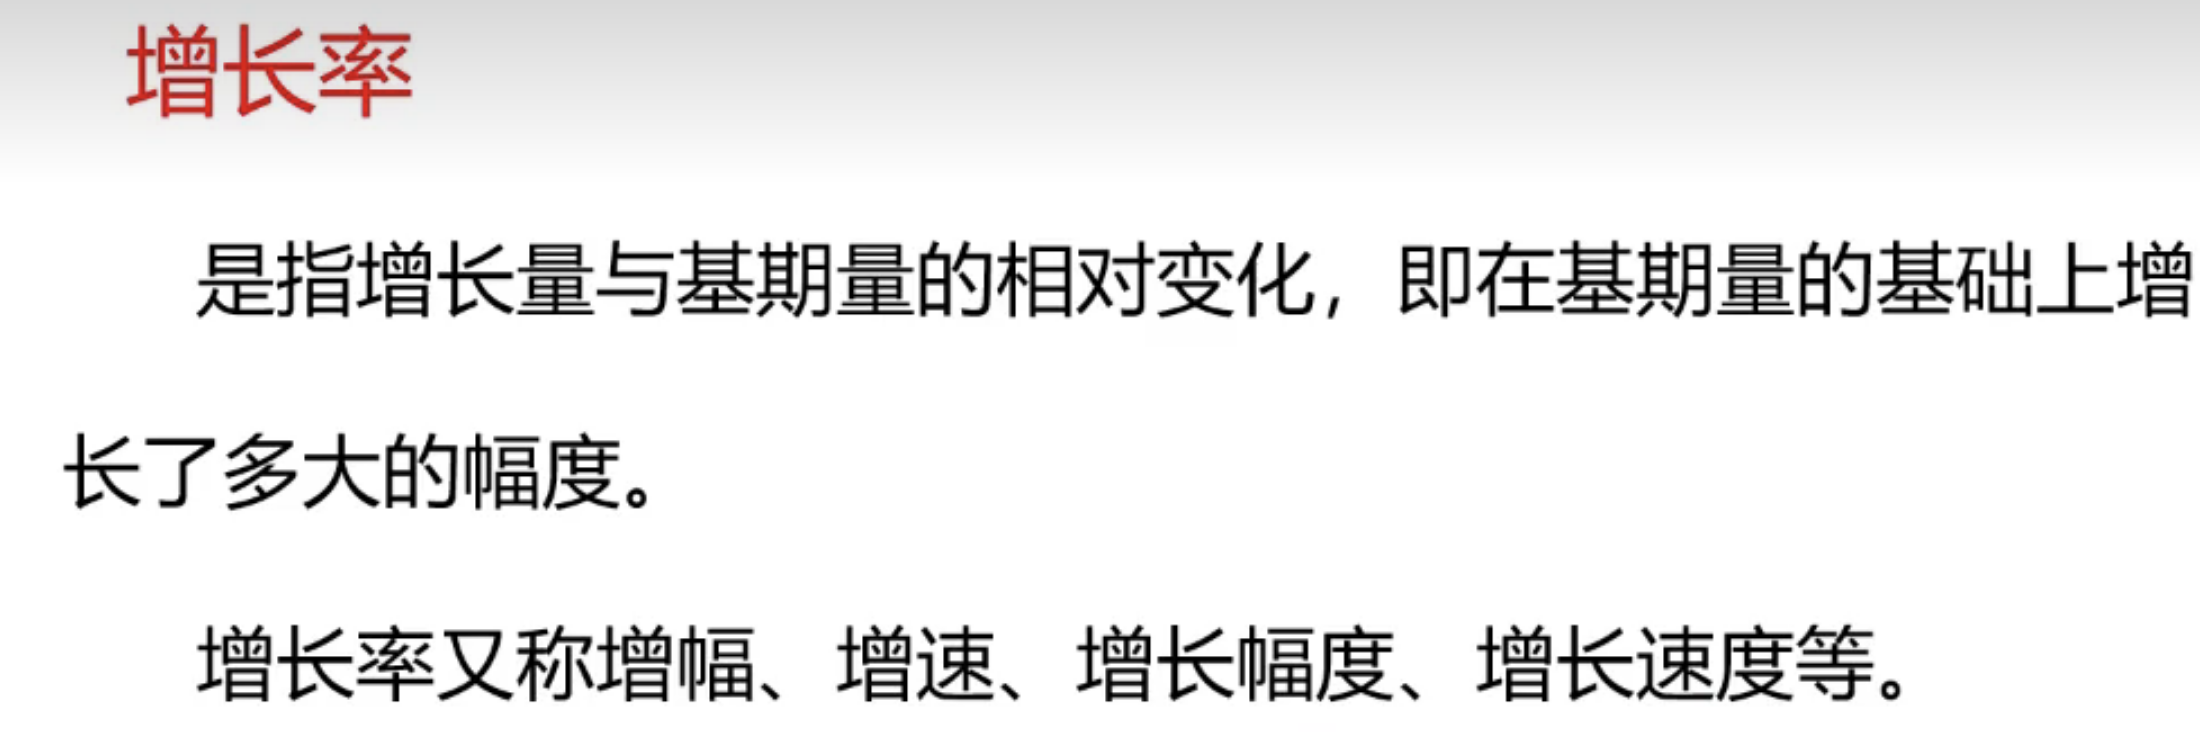 增长率
是指增长量与基期量的相对变化，即在基期量的基础上增
长了多大的幅度。
增长率又称增幅、增速、增长幅度、增长速度等。